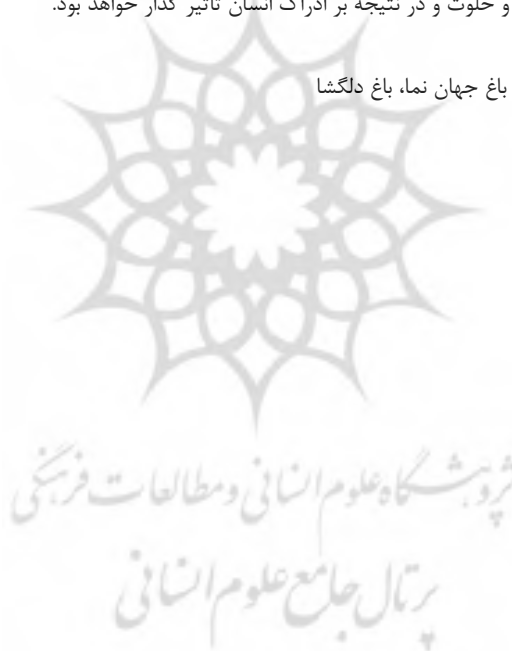 و خلوت و در نتیجه بر ادراک انسان تاثیر گذار خواهد بود.
باغ جهان نما، باغ دلگشا
پژوهشگاه علوم انسانی و مطالعات فرهنگی
پرتال جامع علوم انسانی